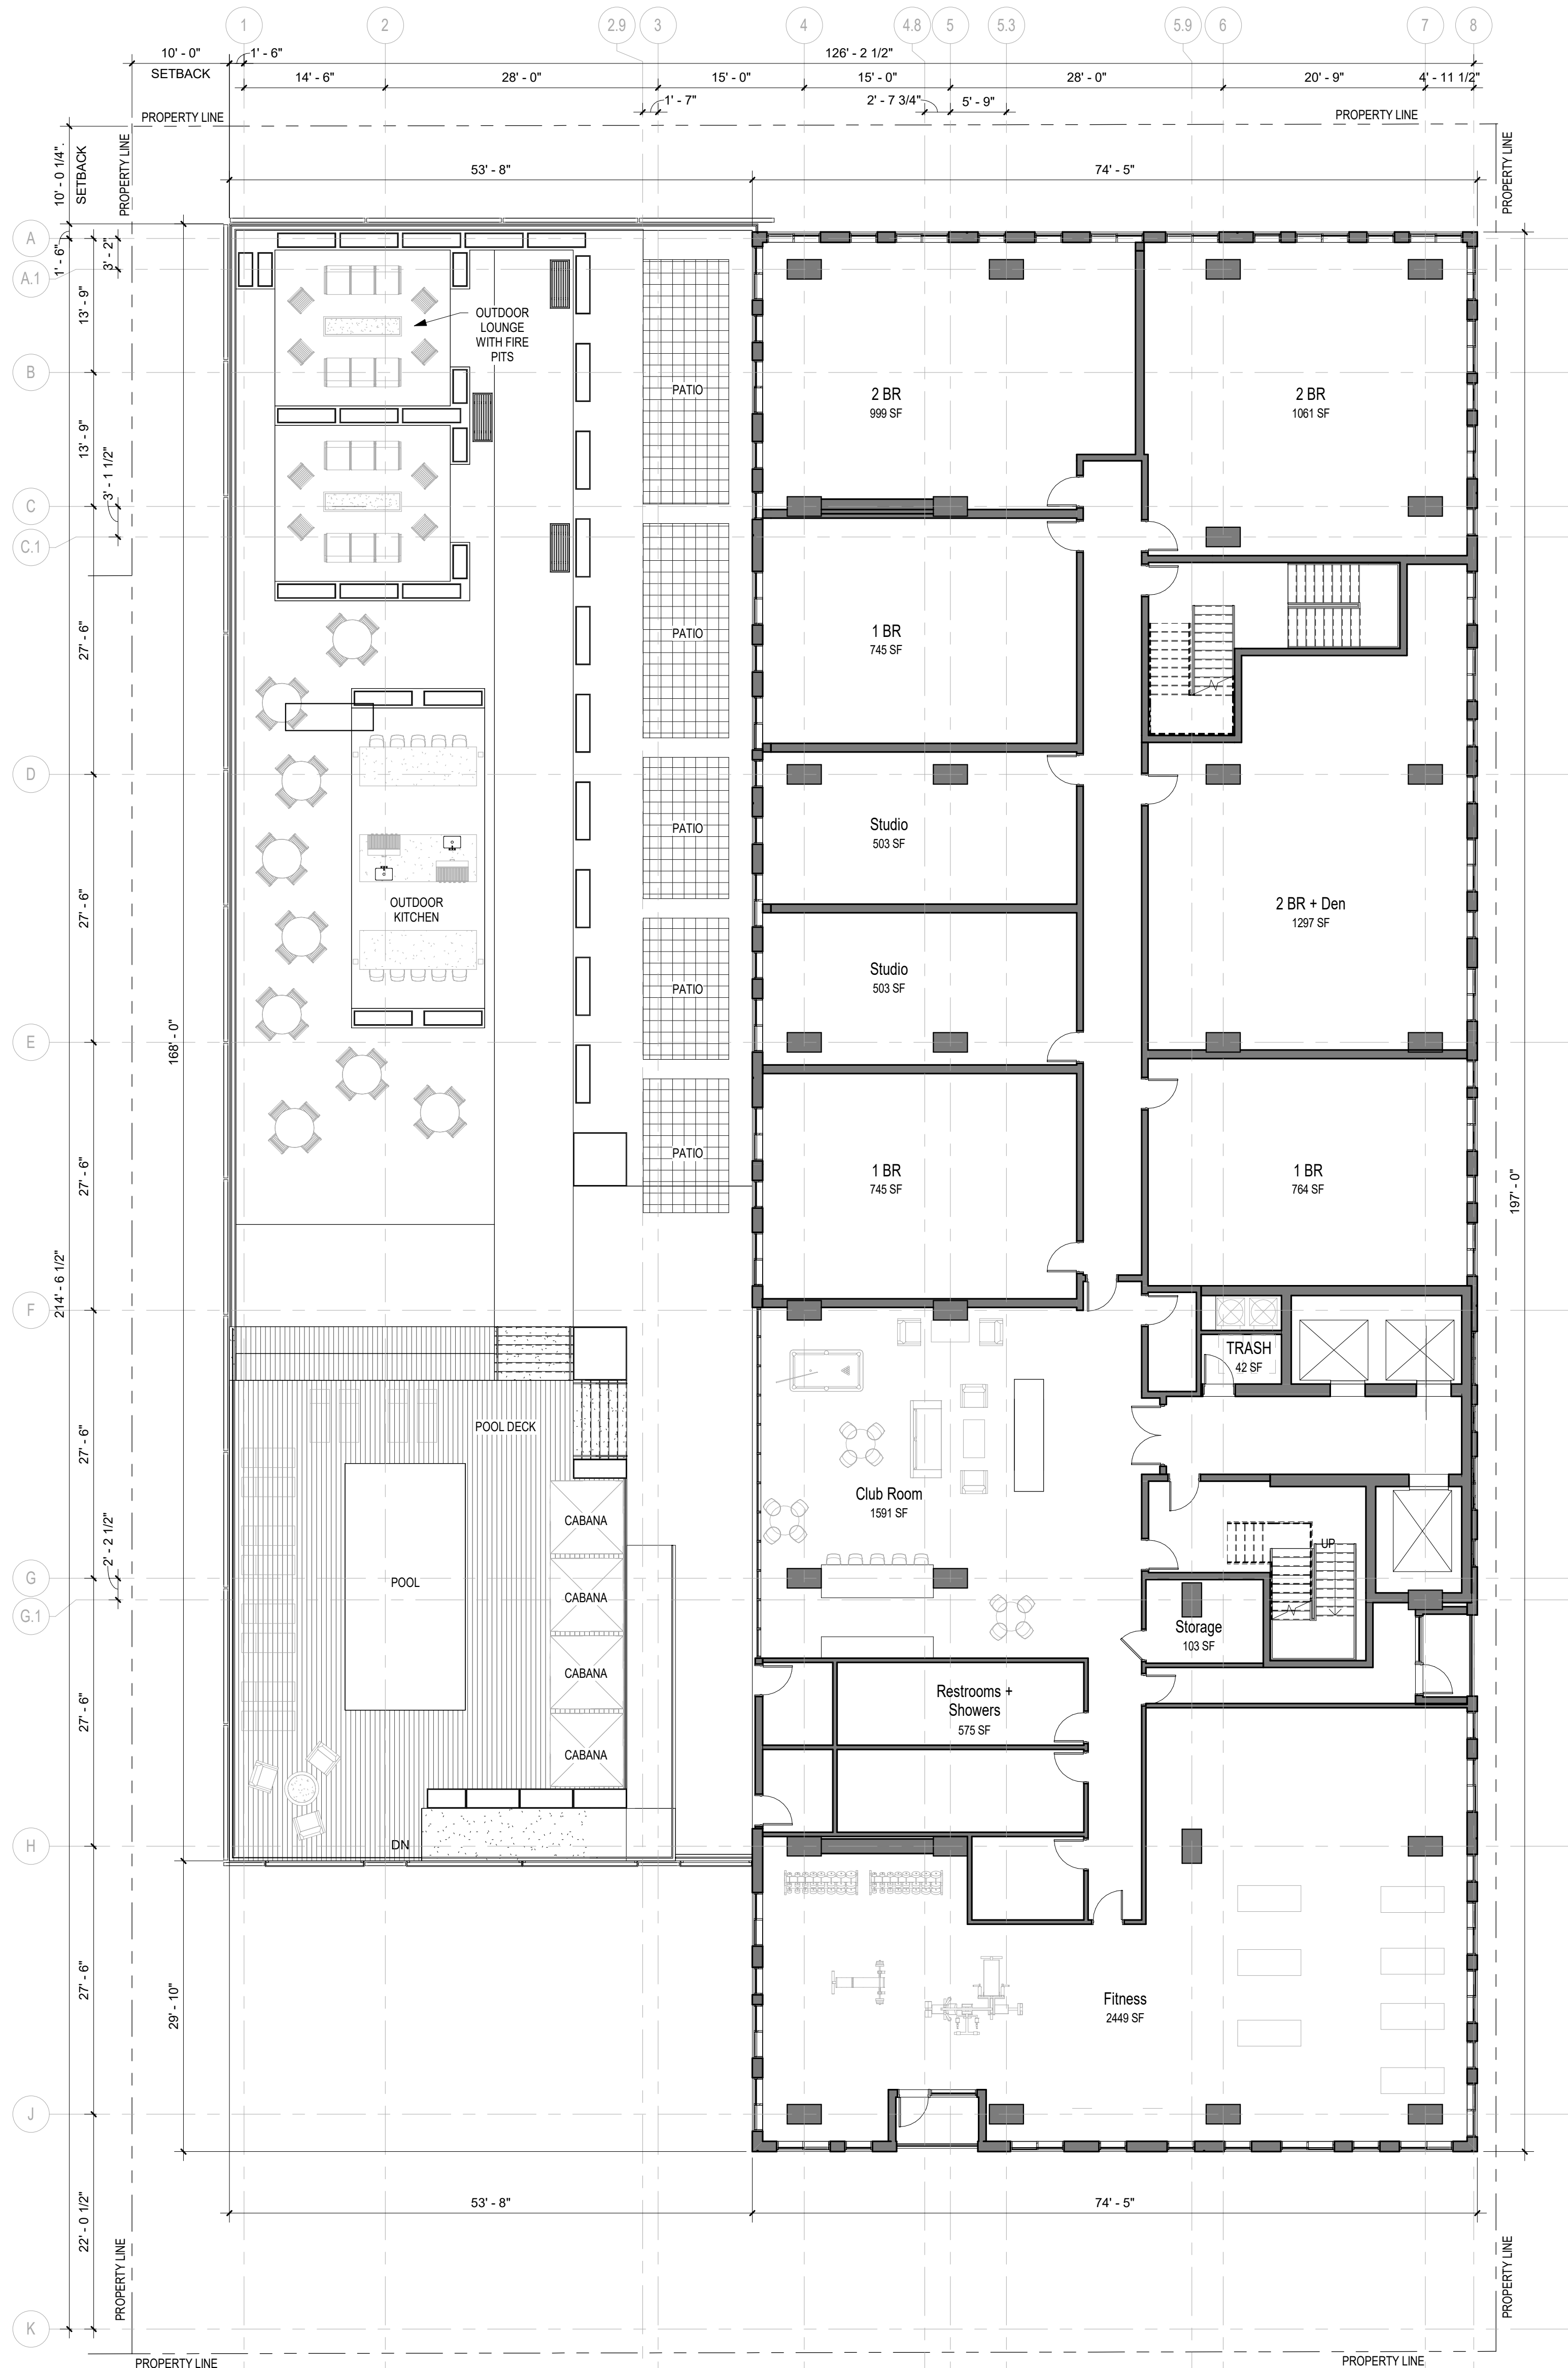 1
2
2.9
3
4
4.8
5
5.3
5.9
6
7
8
10' - 0"
1' - 6"
126' - 2 1/2"
SETBACK
14' - 6"
28' - 0"
15' - 0"
15' - 0"
28' - 0"
20' - 9"
4' - 11 1/2"
1' - 7"
2' - 7 3/4"
5' - 9"
PROPERTY LINE
PROPERTY LINE
10' - 0 1/4".
SETBACK
PROPERTY LINE
PROPERTY LINE
53' - 8"
74' - 5"
A
1' - 6"
3' - 2"
A.1
13' - 9"
OUTDOOR
LOUNGE
WITH FIRE
PITS
B
PATIO
2 BR
999 SF
2 BR
1061 SF
13' - 9"
3' - 1 1/2"
C
C.1
27' - 6"
PATIO
1 BR
745 SF
D
PATIO
Studio
503 SF
OUTDOOR
KITCHEN
2 BR + Den
1297 SF
27' - 6"
PATIO
Studio
503 SF
E
168' - 0"
27' - 6"
PATIO
1 BR
745 SF
1 BR
764 SF
197' - 0"
214' - 6 1/2"
F
TRASH
42 SF
27' - 6"
POOL DECK
Club Room
1591 SF
CABANA
2' - 2 1/2"
UP
G
POOL
CABANA
G.1
Storage
103 SF
CABANA
27' - 6"
Restrooms +
Showers
575 SF
CABANA
H
DN
27' - 6"
29' - 10"
Fitness
2449 SF
J
53' - 8"
74' - 5"
22' - 0 1/2"
PROPERTY LINE
PROPERTY LINE
K
PROPERTY LINE
PROPERTY LINE